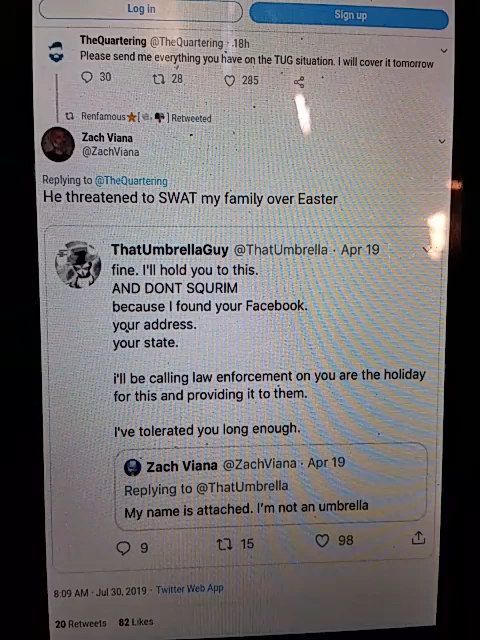 Log in
Sign up
TheQuartering @TheQuartering · 18h
Please send me everything you have on the TUG situation. I will cover it tomorrow
30 28 285
Renfamous Retweeted
Zach Viana
@ZachViana
Replying to @TheQuartering
He threatened to SWAT my family over Easter
ThatUmbrellaGuy @ThatUmbrella · Apr 19
fine. I'll hold you to this.
AND DONT SQURIM
because I found your Facebook.
your address.
your state.
i'll be calling law enforcement on you are the holiday
for this and providing it to them.
I've tolerated you long enough.
Zach Viana @ZachViana · Apr 19
Replying to @ThatUmbrella
My name is attached. I'm not an umbrella
9 15 98
8:09 AM · Jul 30, 2019 · Twitter Web App
20 Retweets 82 Likes